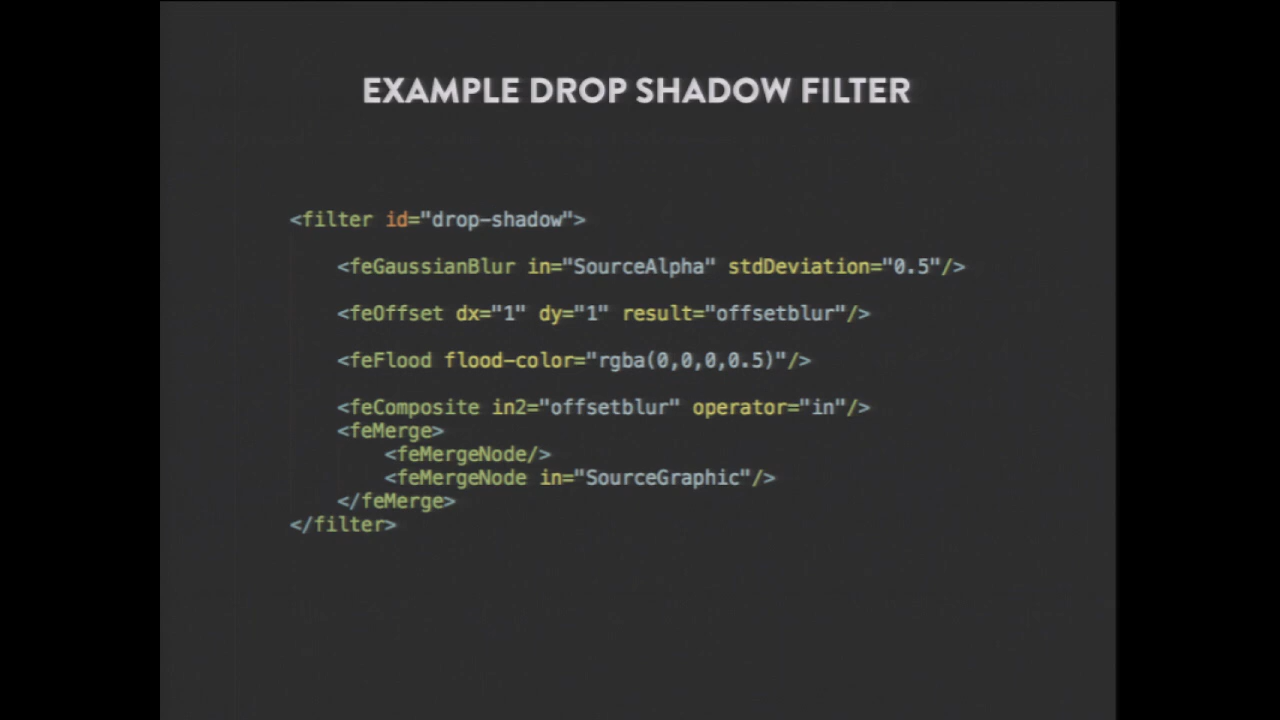 EXAMPLE DROP SHADOW FILTER
<filter id="drop-shadow">
<feGaussianBlur in="SourceAlpha" stdDeviation="0.5"/>
<feOffset dx="1" dy="1" result="offsetblur"/>
<feFlood flood-color="rgba(0,0,0,0.5)"/>
<feComposite in2="offsetblur" operator="in"/>
<feMerge>
<feMergeNode/>
<feMergeNode in="SourceGraphic"/>
</feMerge>
</filter>